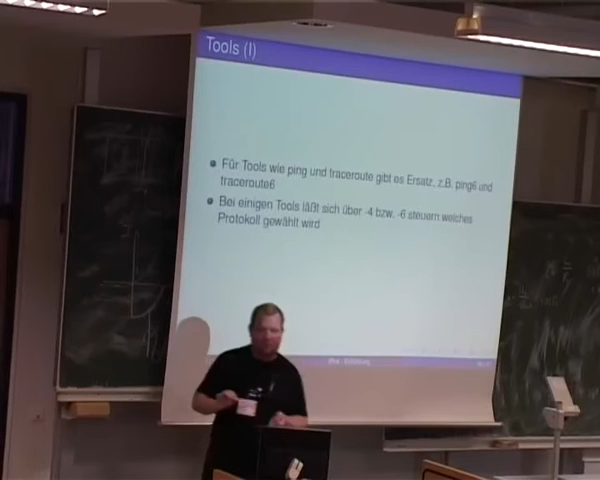 Tools (I)
Für Tools wie ping und traceroute gibt es Ersatz, z.B. ping6 und
traceroute6
Bei einigen Tools läßt sich über -4 bzw. -6 steuern welches
Protokoll gewählt wird